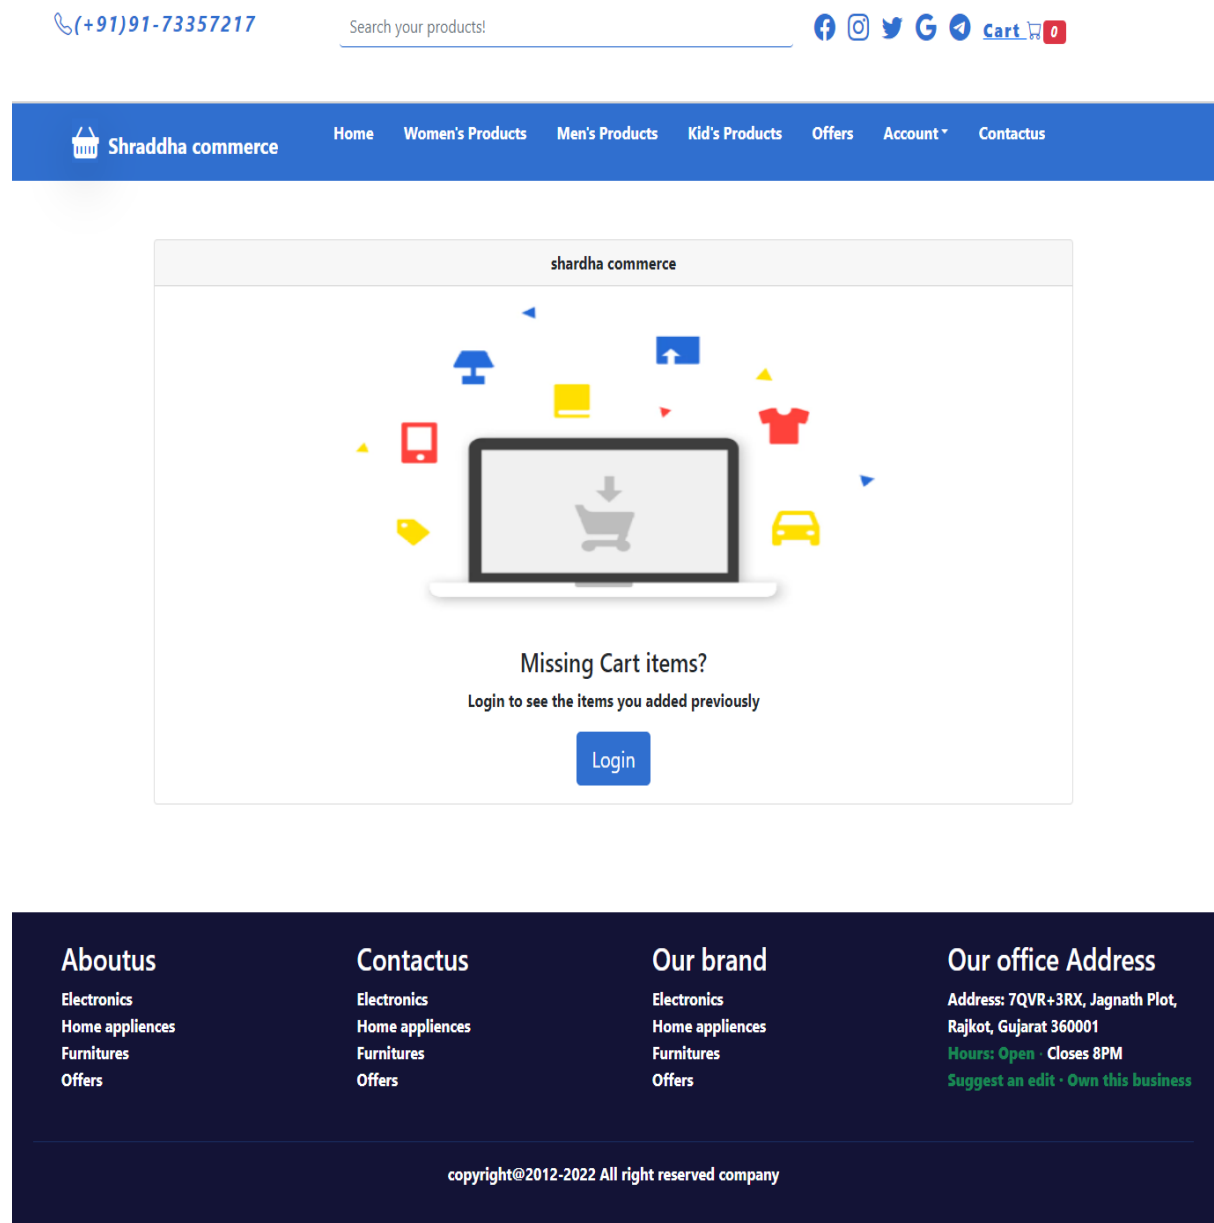 (+91)91-73357217
Search your products!
Cart 0
Shraddha commerce
Home Women's Products Men's Products Kid's Products Offers Account Contactus
shardha commerce
Missing Cart items?
Login to see the items you added previously
Login
Aboutus
Electronics
Home appliences
Furnitures
Offers
Contactus
Electronics
Home appliences
Furnitures
Offers
Our brand
Electronics
Home appliences
Furnitures
Offers
Our office Address
Address: 7QVR+3RX, Jagnath Plot,
Rajkot, Gujarat 360001
Hours: Open · Closes 8PM
Suggest an edit · Own this business
copyright@2012-2022 All right reserved company